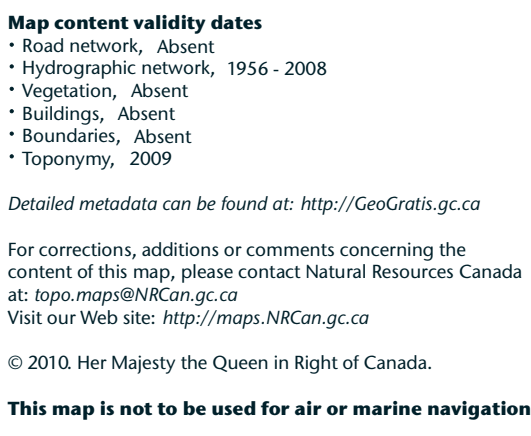 Map content validity dates
• Road network, Absent
• Hydrographic network, 1956 - 2008
• Vegetation, Absent
• Buildings, Absent
• Boundaries, Absent
• Toponymy, 2009
Detailed metadata can be found at: http://GeoGratis.gc.ca
For corrections, additions or comments concerning the
content of this map, please contact Natural Resources Canada
at: topo.maps@NRCan.gc.ca
Visit our Web site: http://maps.NRCan.gc.ca
© 2010. Her Majesty the Queen in Right of Canada.
This map is not to be used for air or marine navigation